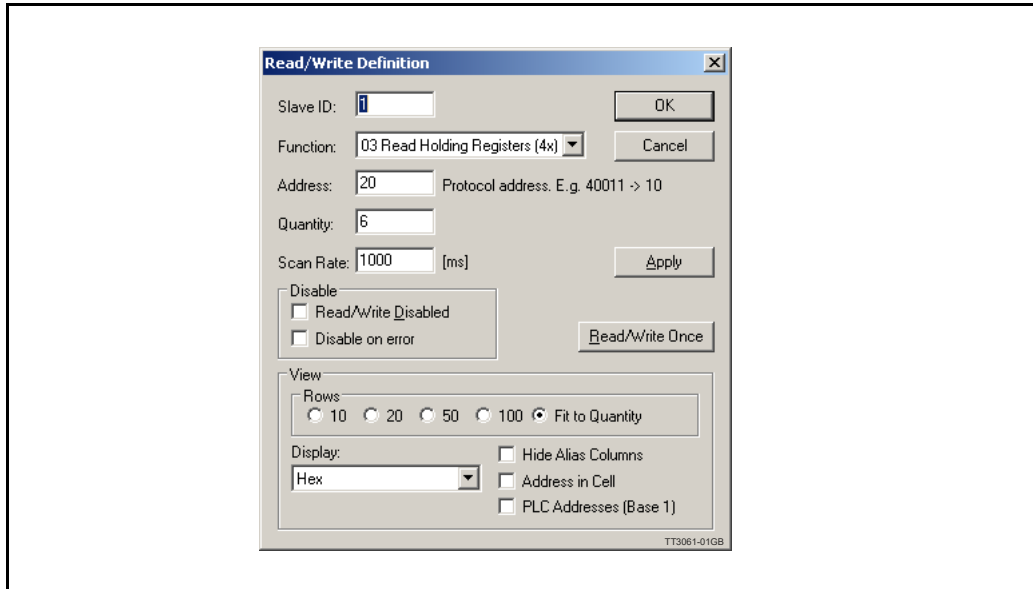 Read/Write Definition
Slave ID: 1 OK
Function: 03 Read Holding Registers (4x) Cancel
Address: 20 Protocol address. E.g. 40011 -> 10
Quantity: 6
Scan Rate: 1000 [ms] Apply
Disable
Read/Write Disabled
Disable on error
Read/Write Once
View
Rows
10 20 50 100 Fit to Quantity
Display: Hide Alias Columns
Hex Address in Cell
PLC Addresses (Base 1)
TT3061-01GB